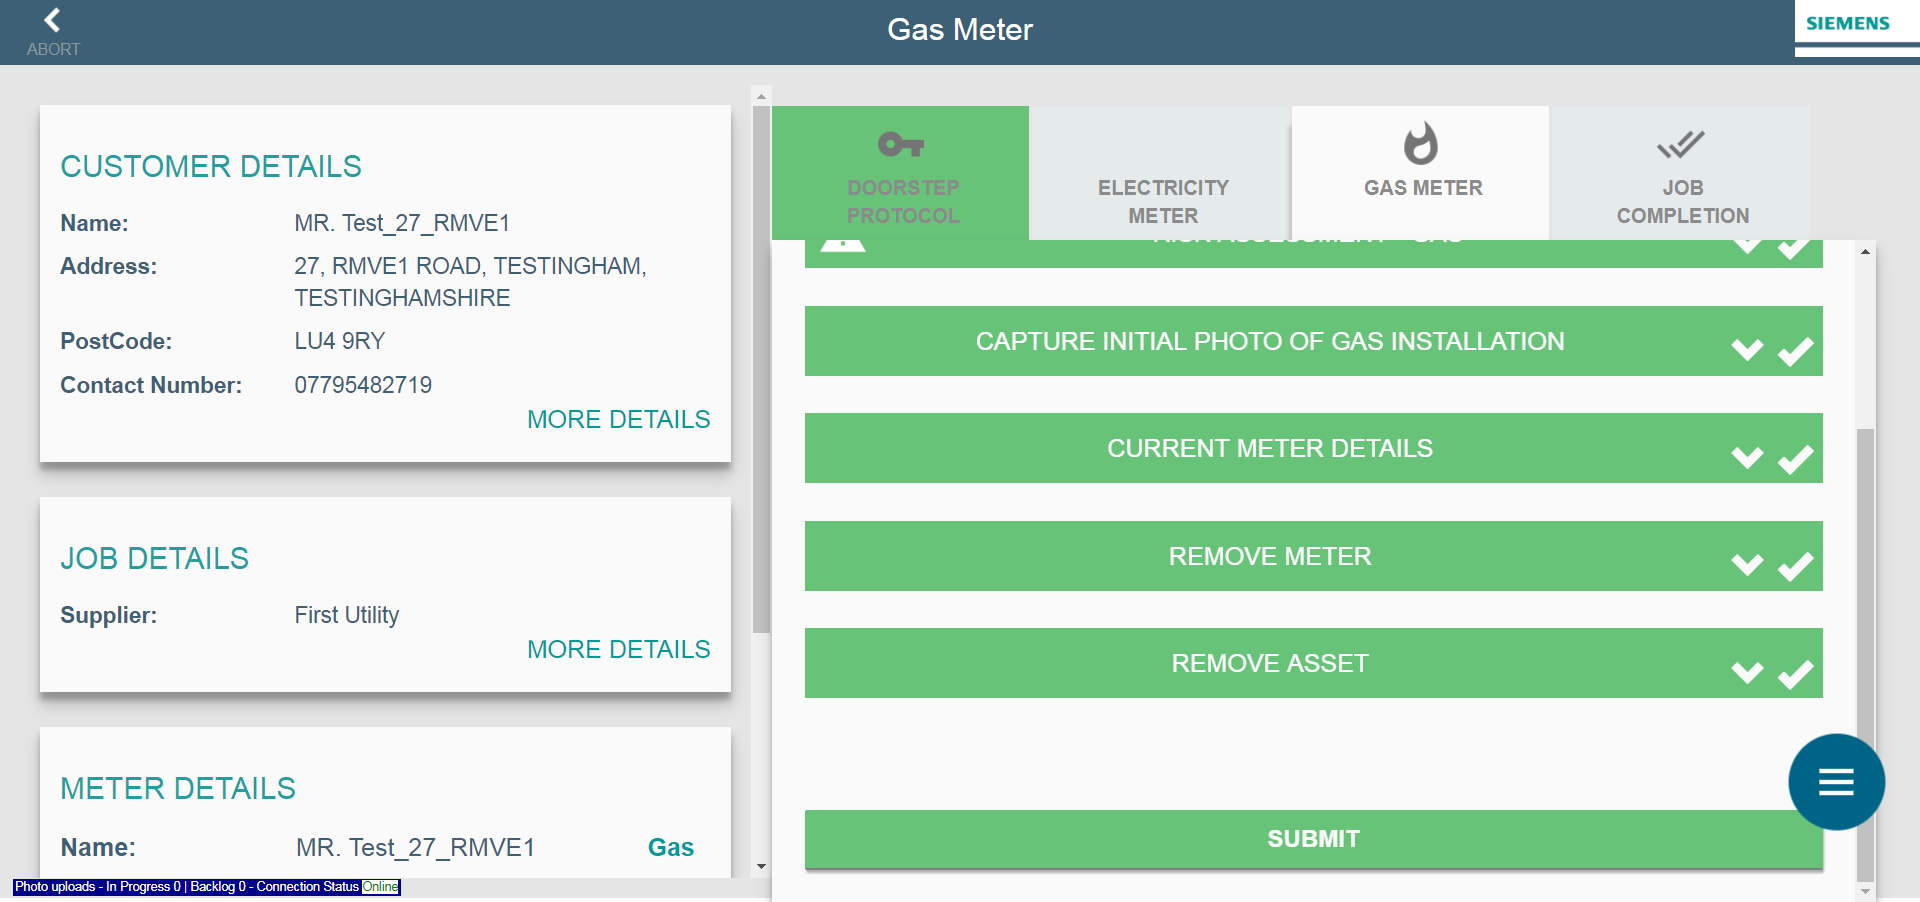 ABORT
Gas Meter
SIEMENS
CUSTOMER DETAILS
Name: MR. Test_27_RMVE1
Address: 27, RMVE1 ROAD, TESTINGHAM,
TESTINGHAMSHIRE
PostCode: LU4 9RY
Contact Number: 07795482719
MORE DETAILS
JOB DETAILS
Supplier: First Utility
MORE DETAILS
METER DETAILS
Name: MR. Test_27_RMVE1 Gas
Photo uploads - In Progress 0 | Backlog 0 - Connection Status Online
DOORSTEP
PROTOCOL
ELECTRICITY
METER
GAS METER
JOB
COMPLETION
RISK ASSESSMENT - GAS
CAPTURE INITIAL PHOTO OF GAS INSTALLATION
CURRENT METER DETAILS
REMOVE METER
REMOVE ASSET
SUBMIT